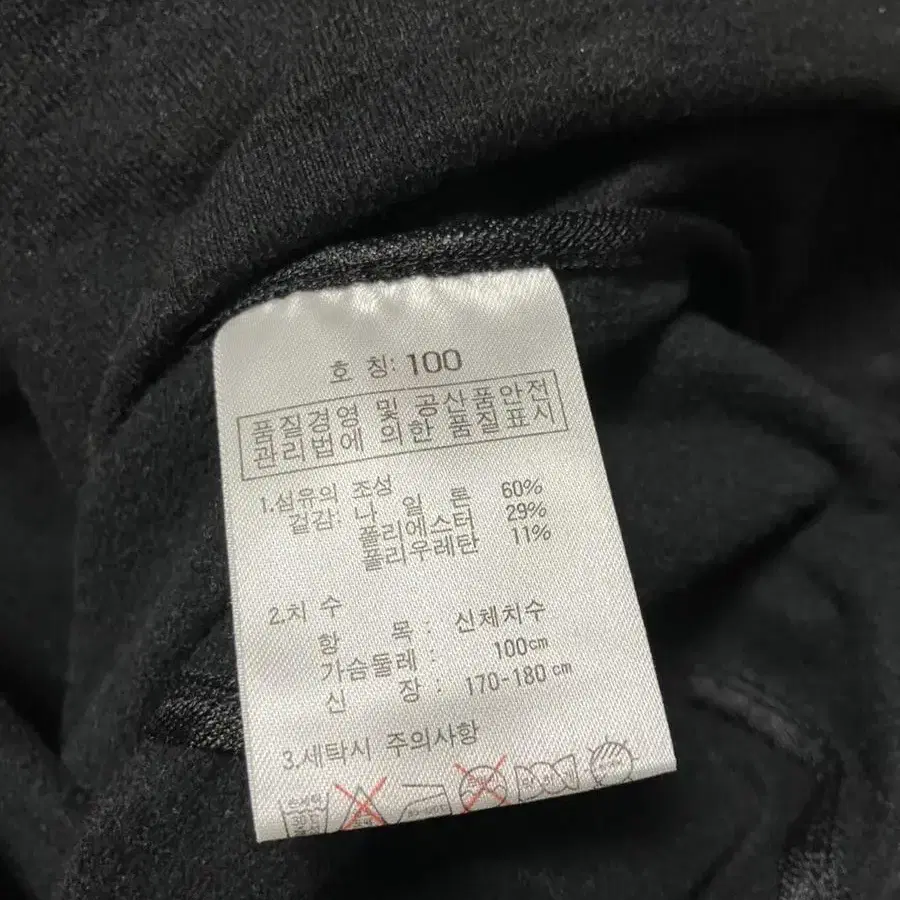 호 칭: 100
품질경영 및 공산품안전
관리법에 의한 품질표시
1.섬유의 조성
겉감: 나 일 론 60%
폴리에스터 29%
폴리우레탄 11%
2.치 수
항 목 : 신체치수
가슴둘레 : 100cm
신 장 : 170-180cm
3.세탁시 주의사항